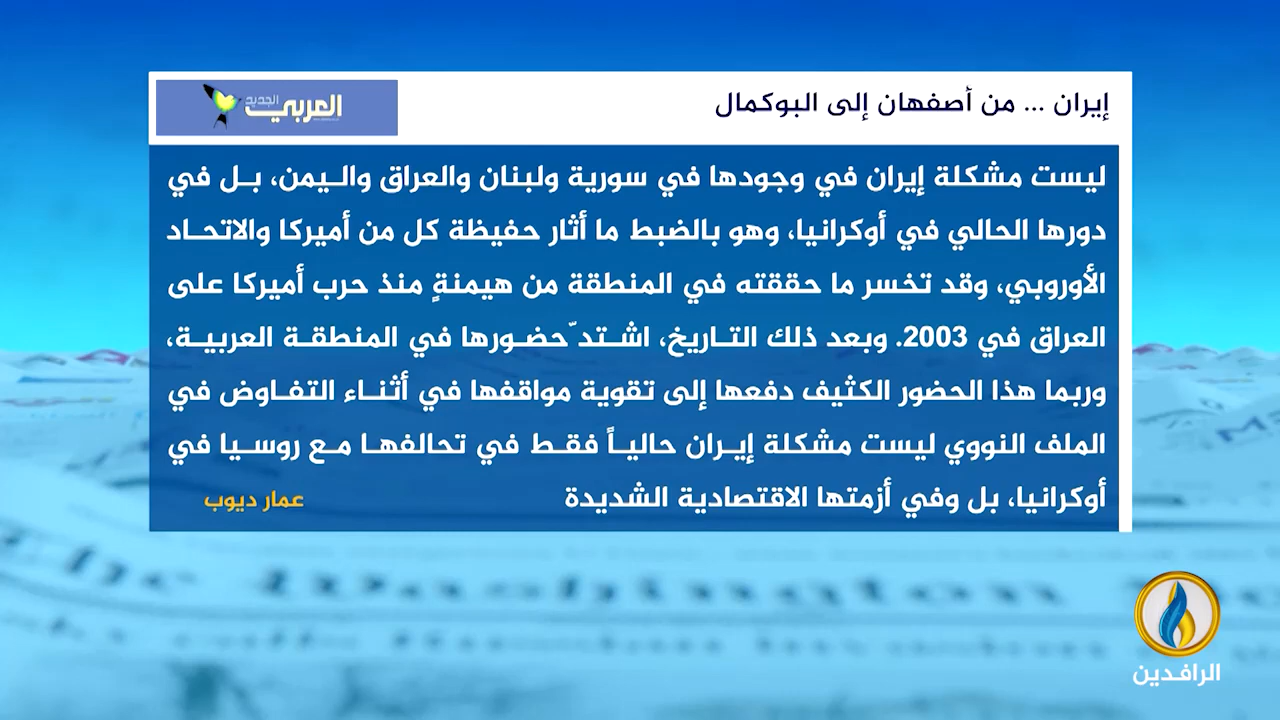 إيران ... من أصفهان إلى البوكمال
العربي الجديد
ليست مشكلة إيران في وجودها في سورية ولبنان والعراق واليمن، بل في
دورها الحالي في أوكرانيا، وهو بالضبط ما أثار حفيظة كل من أميركا والاتحاد
الأوروبي، وقد تخسر ما حققته في المنطقة من هيمنةٍ منذ حرب أميركا على
العراق في 2003. وبعد ذلك التاريخ، اشتدّ حضورها في المنطقة العربية،
وربما هذا الحضور الكثيف دفعها إلى تقوية مواقفها في أثناء التفاوض في
الملف النووي ليست مشكلة إيران حالياً فقط في تحالفها مع روسيا في
أوكرانيا، بل وفي أزمتها الاقتصادية الشديدة
عمار ديوب
الرافدين